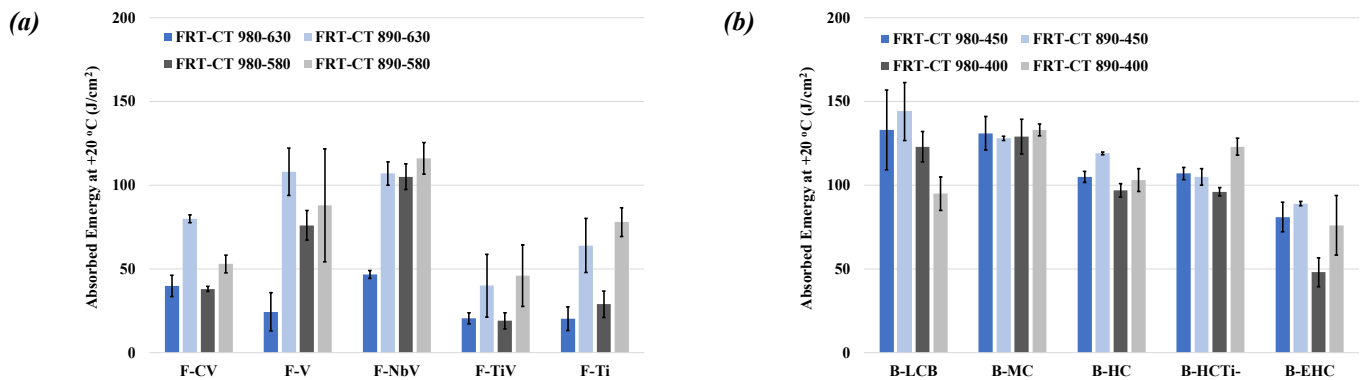 (a)
Absorbed Emergy at +20 °C (J/cm²)
200
150
100
50
0
FRT-CT 980-630
FRT-CT 890-630
FRT-CT 980-580
FRT-CT 890-580
F-CV
F-V
F-NbV
F-TiV
F-Ti
(b)
Absorbed Emergy at +20 °C (J/cm²)
200
150
100
50
0
FRT-CT 980-450
FRT-CT 890-450
FRT-CT 980-400
FRT-CT 890-400
B-LCB
B-MC
B-HC
B-HCTi-
B-EHC